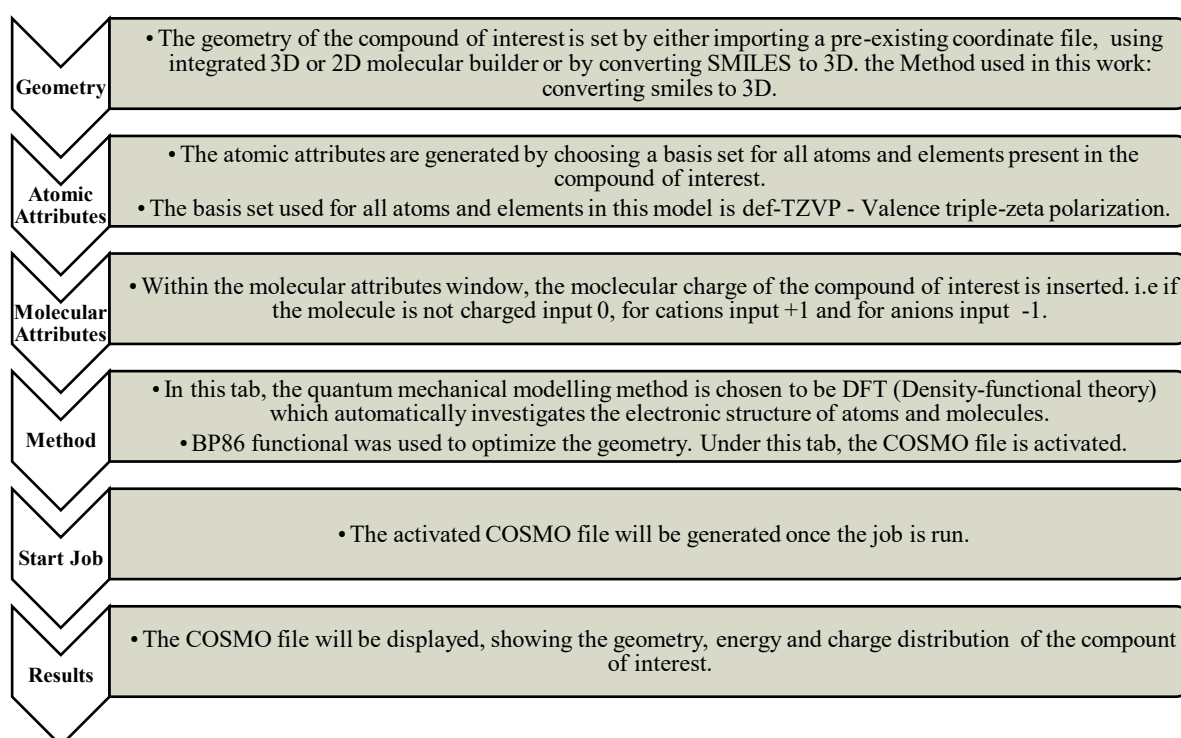 Geometry
• The geometry of the compound of interest is set by either importing a pre-existing coordinate file, using
integrated 3D or 2D molecular builder or by converting SMILES to 3D. the Method used in this work:
converting smiles to 3D.
Atomic
Attributes
• The atomic attributes are generated by choosing a basis set for all atoms and elements present in the
compound of interest.
• The basis set used for all atoms and elements in this model is def-TZVP - Valence triple-zeta polarization.
Molecular
Attributes
• Within the molecular attributes window, the moclecular charge of the compound of interest is inserted. i.e if
the molecule is not charged input 0, for cations input +1 and for anions input -1.
Method
• In this tab, the quantum mechanical modelling method is chosen to be DFT (Density-functional theory)
which automatically investigates the electronic structure of atoms and molecules.
• BP86 functional was used to optimize the geometry. Under this tab, the COSMO file is activated.
Start Job
• The activated COSMO file will be generated once the job is run.
Results
• The COSMO file will be displayed, showing the geometry, energy and charge distribution of the compount
of interest.